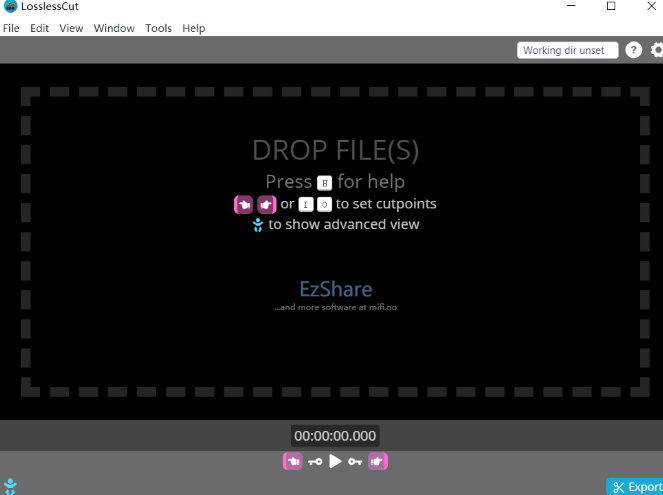 LosslessCut
File Edit View Window Tools Help
Working dir unset ?
DROP FILE(S)
Press H for help
or I O to set cutpoints
to show advanced view
EzShare
...and more software at mifi.no
00:00:00.000
Export